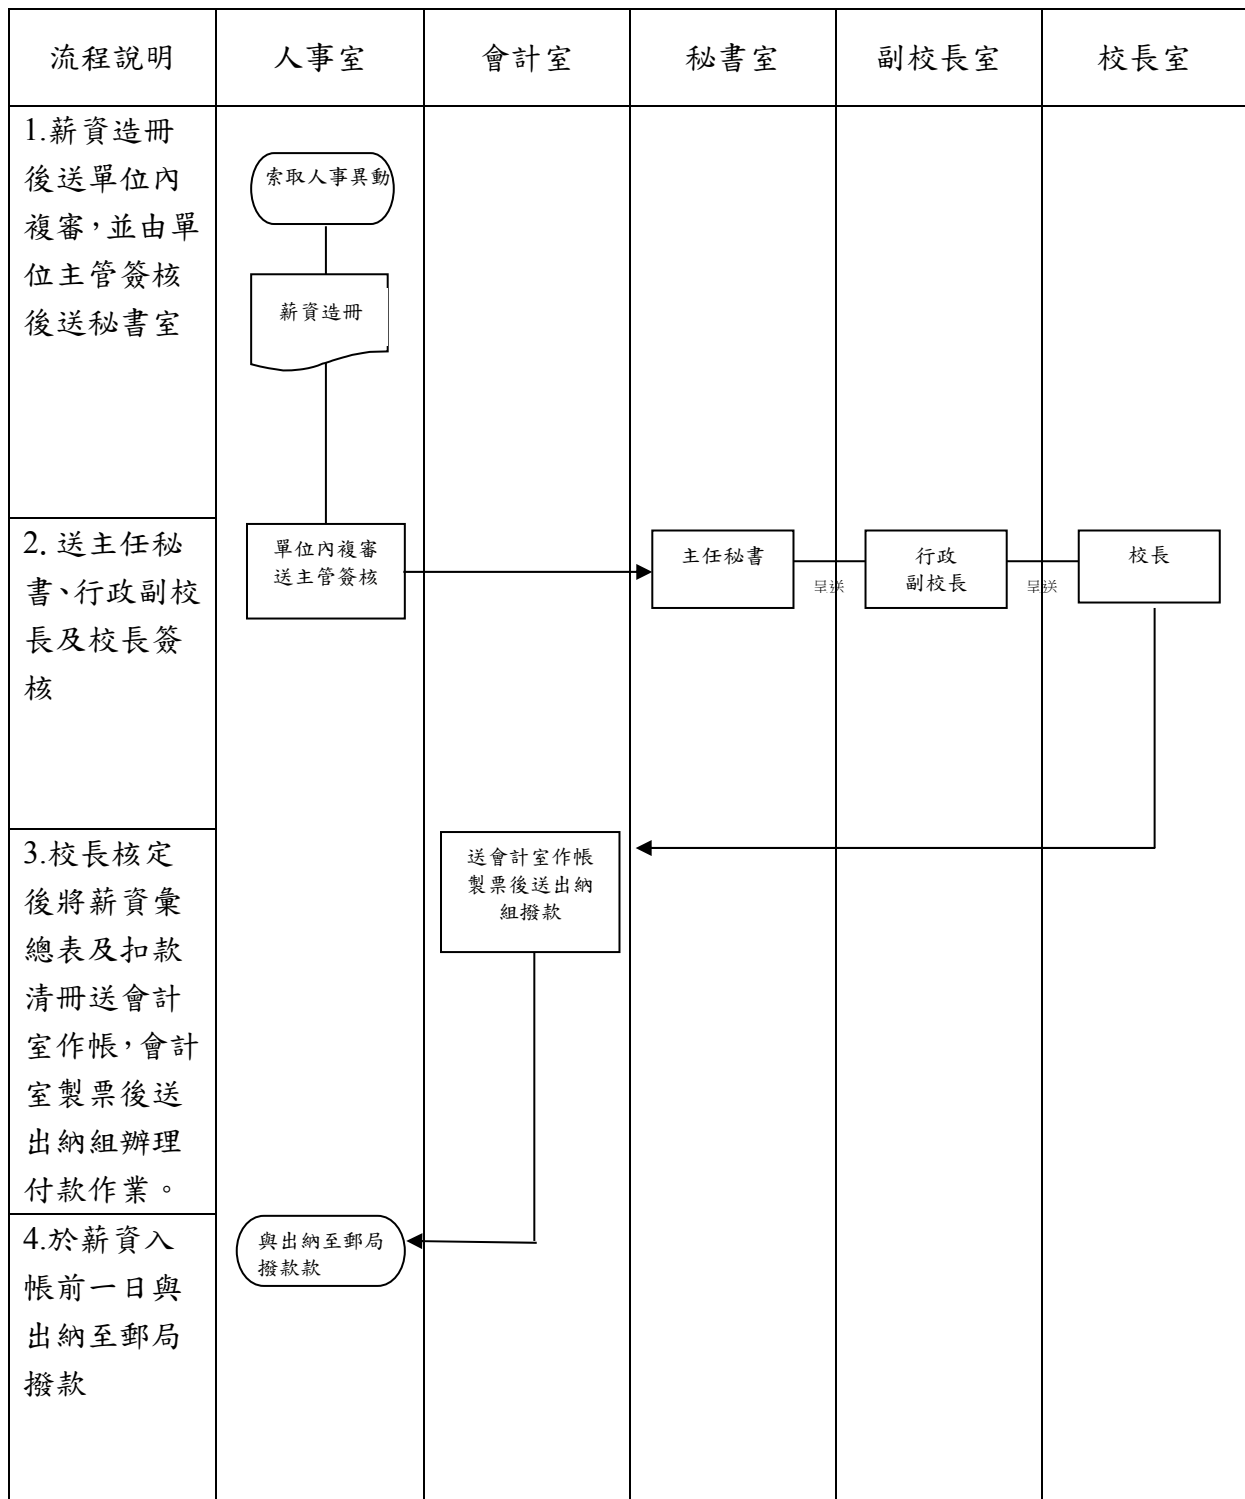 流程說明
人事室
會計室
秘書室
副校長室
校長室
1.薪資造冊
後送單位內
複審，並由單
位主管簽核
後送秘書室
索取人事異動
薪資造冊
2. 送主任秘
書、行政副校
長及校長簽
核
單位內複審
送主管簽核
主任秘書
呈送
行政
副校長
呈送
校長
3.校長核定
後將薪資彙
總表及扣款
清冊送會計
室作帳，會計
室製票後送
出納組辦理
付款作業。
送會計室作帳
製票後送出納
組撥款
4.於薪資入
帳前一日與
出納至郵局
撥款
與出納至郵局
撥款款